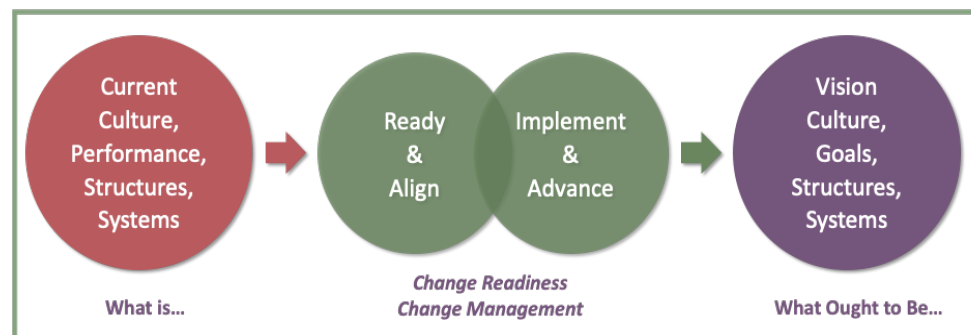 Current
Culture,
Performance,
Structures,
Systems
Ready
&
Align
Implement
&
Advance
Vision
Culture,
Goals,
Structures,
Systems
What is...
Change Readiness
Change Management
What Ought to Be...